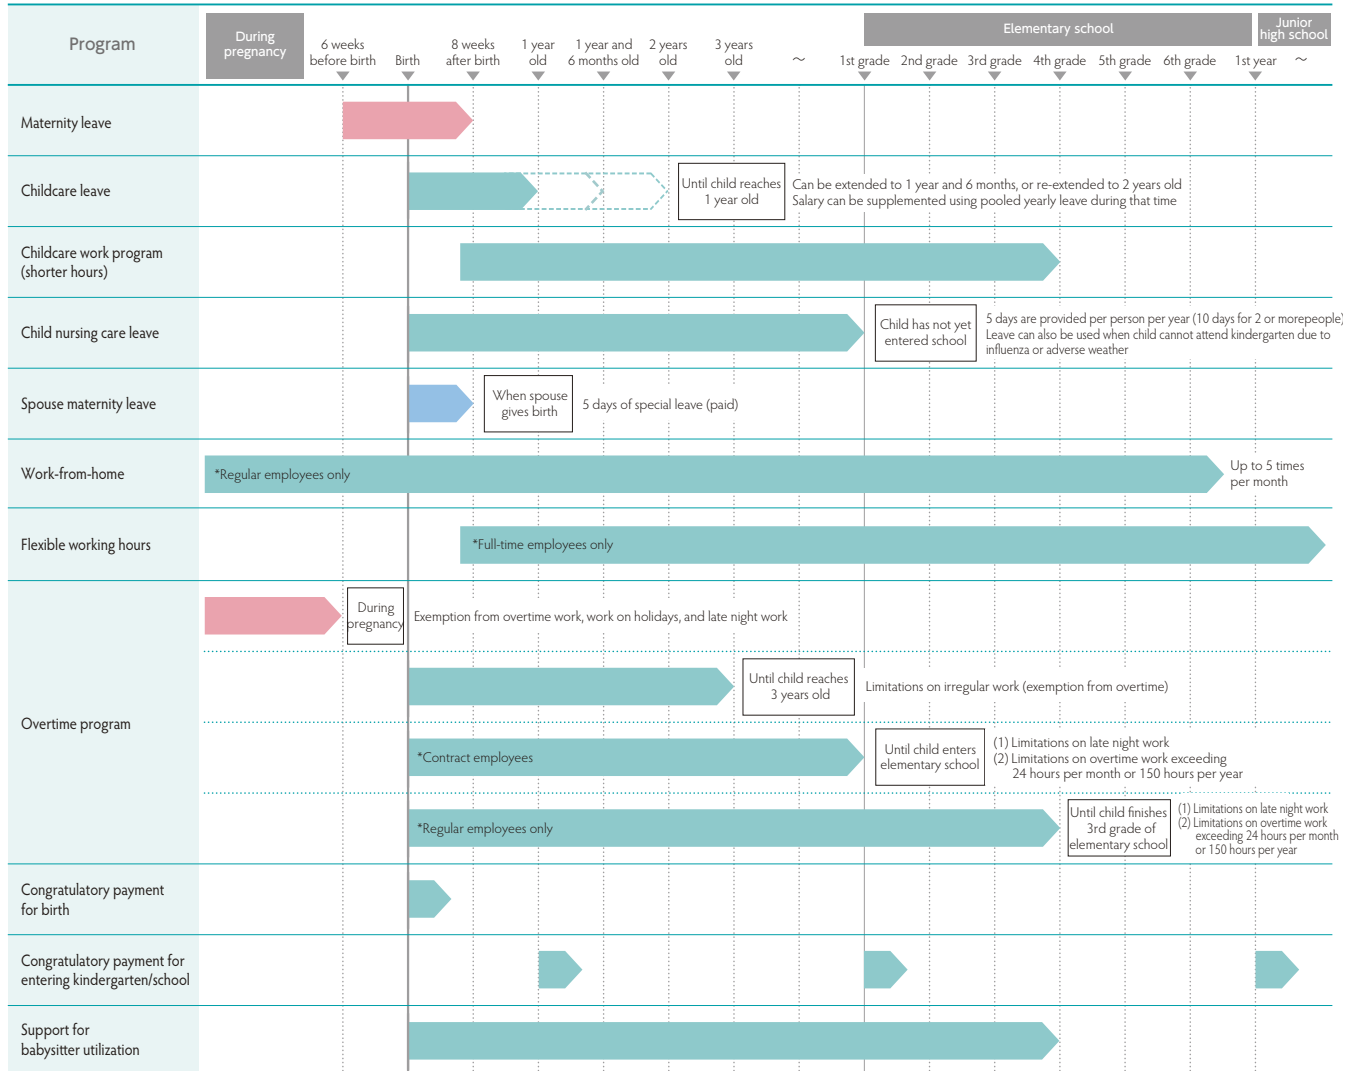 Program
During
pregnancy
6 weeks
before birth
Birth
8 weeks
after birth
1 year
old
1 year and
6 months old
2 years
old
3 years
old
~
Elementary school
1st grade
2nd grade
3rd grade
4th grade
5th grade
6th grade
Junior
high school
1st year
~
Maternity leave
Childcare leave
Until child reaches
1 year old
Can be extended to 1 year and 6 months, or re-extended to 2 years old
Salary can be supplemented using pooled yearly leave during that time
Childcare work program
(shorter hours)
Child nursing care leave
Child has not yet
entered school
5 days are provided per person per year (10 days for 2 or morepeople)
Leave can also be used when child cannot attend kindergarten due to
influenza or adverse weather
Spouse maternity leave
When spouse
gives birth
5 days of special leave (paid)
Work-from-home
*Regular employees only
Up to 5 times
per month
Flexible working hours
*Full-time employees only
Overtime program
During
pregnancy
Exemption from overtime work, work on holidays, and late night work
Until child reaches
3 years old
Limitations on irregular work (exemption from overtime)
*Contract employees
Until child enters
elementary school
(1) Limitations on late night work
(2) Limitations on overtime work exceeding
24 hours per month or 150 hours per year
*Regular employees only
Until child finishes
3rd grade of
elementary school
(1) Limitations on late night work
(2) Limitations on overtime work
exceeding 24 hours per month
or 150 hours per year
Congratulatory payment
for birth
Congratulatory payment for
entering kindergarten/school
Support for
babysitter utilization